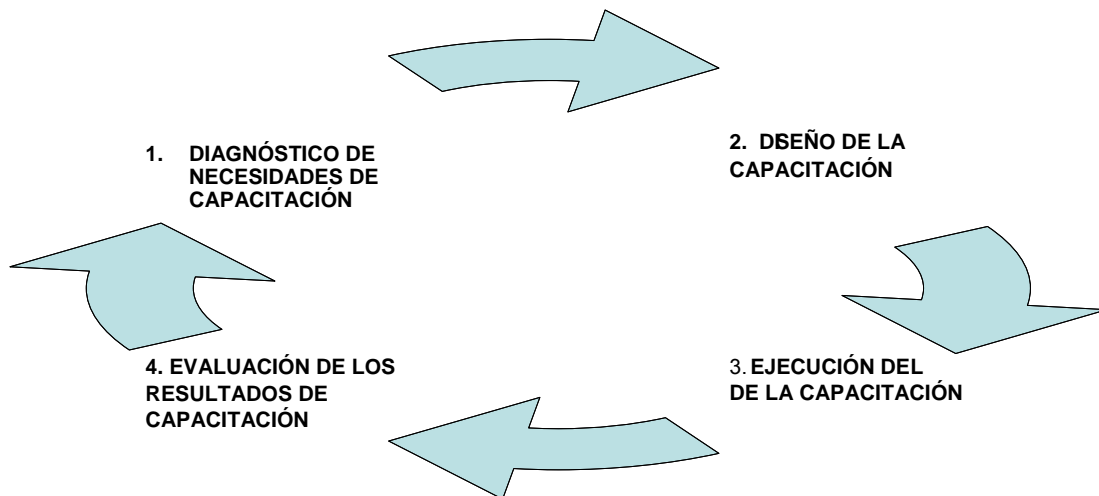 1. DIAGNÓSTICO DE
NECESIDADES DE
CAPACITACIÓN
2. DISEÑO DE LA
CAPACITACIÓN
3. EJECUCIÓN DEL
DE LA CAPACITACIÓN
4. EVALUACIÓN DE LOS
RESULTADOS DE
CAPACITACIÓN